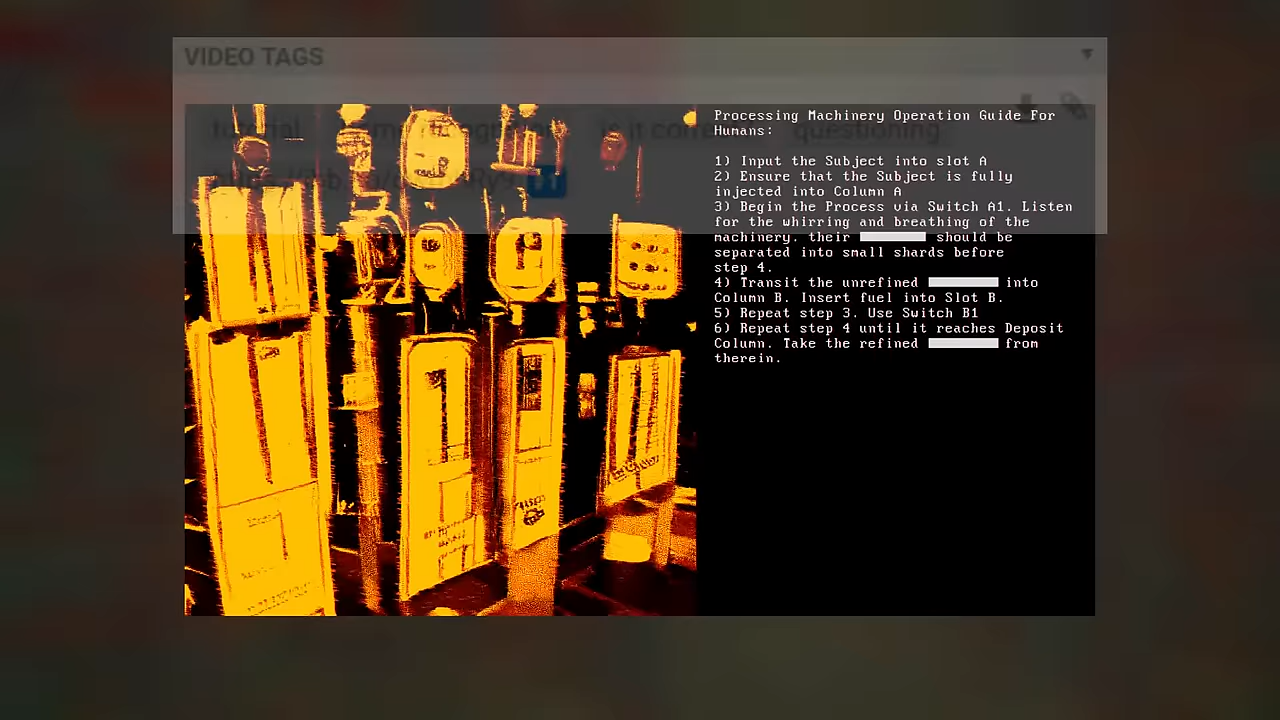 VIDEO TAGS
tutorial
questioning
Processing Machinery Operation Guide For
Humans:
1) Input the Subject into slot A
2) Ensure that the Subject is fully
injected into Column A
3) Begin the Process via Switch A1. Listen
for the whirring and breathing of the
machinery. their should be
separated into small shards before
step 4.
4) Transit the unrefined into
Column B. Insert fuel into Slot B.
5) Repeat step 3. Use Switch B1
6) Repeat step 4 until it reaches Deposit
Column. Take the refined from
therein.